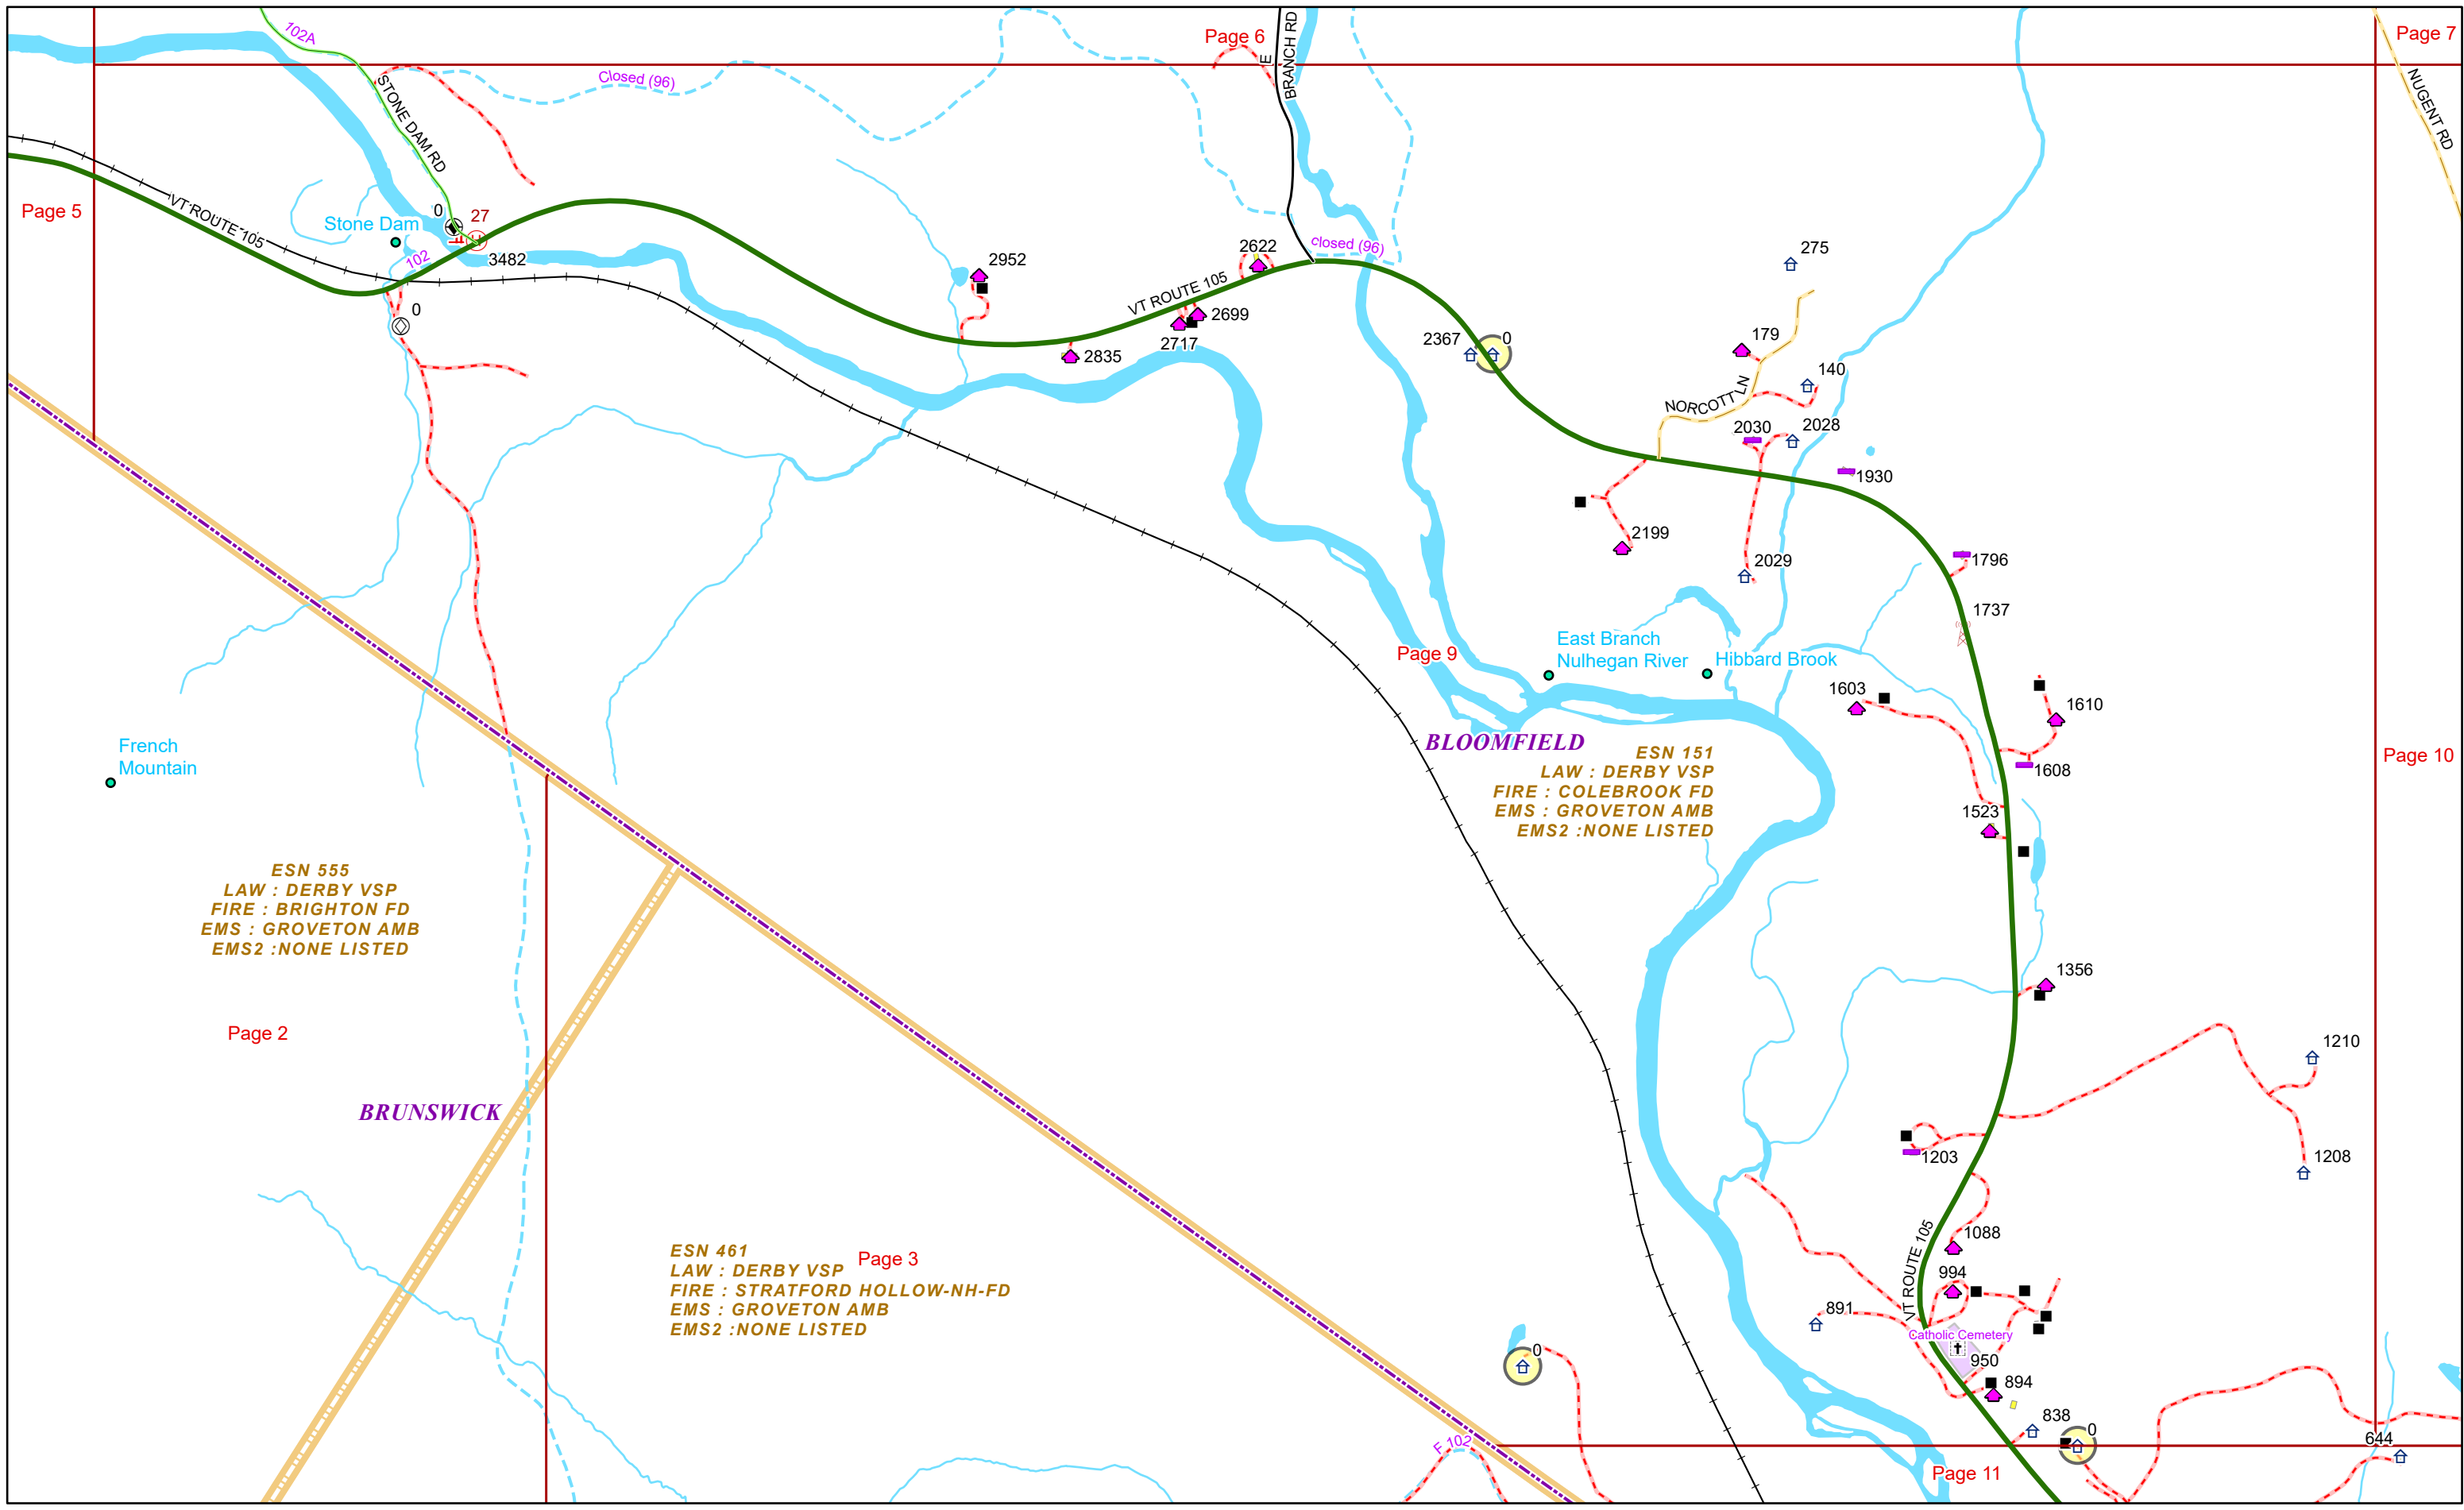 102A
Page 6
E
BRANCH RD
Page 7
NUGENT RD
Closed (96)
STONE DAM RD
Page 5
VT ROUTE 105
Stone Dam
0
27
102
3482
0
2952
2622
closed (96)
VT ROUTE 105
2699
2717
2835
2367
0
275
179
140
NORCOTT LN
2030
2028
1930
2199
2029
1796
1737
East Branch
Nulhegan River
Hibbard Brook
Page 9
1603
1610
1608
Page 10
BLOOMFIELD
ESN 151
LAW : DERBY VSP
FIRE : COLEBROOK FD
EMS : GROVETON AMB
EMS2 :NONE LISTED
1523
French
Mountain
ESN 555
LAW : DERBY VSP
FIRE : BRIGHTON FD
EMS : GROVETON AMB
EMS2 :NONE LISTED
Page 2
1356
1210
BRUNSWICK
1203
1208
VT ROUTE 105
1088
994
ESN 461
Page 3
LAW : DERBY VSP
FIRE : STRATFORD HOLLOW-NH-FD
EMS : GROVETON AMB
EMS2 :NONE LISTED
891
Catholic Cemetery
950
0
894
838
0
644
F 102
Page 11